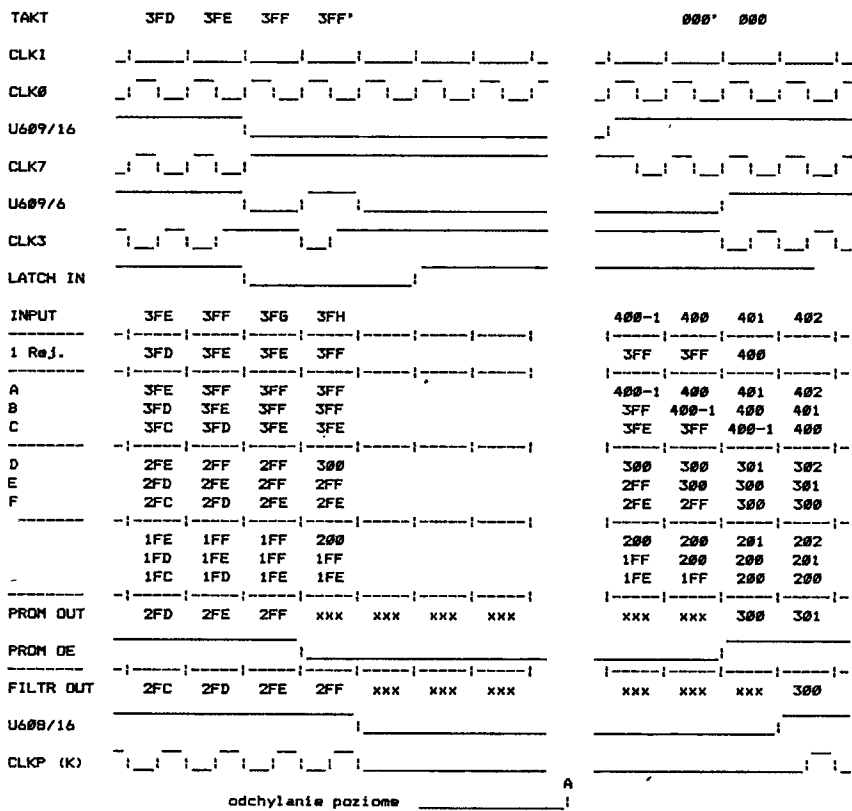 TAKT 3FD 3FE 3FF 3FF' 000' 000
CLK1
CLK0
U609/16
CLK7
U609/6
CLK3
LATCH IN
INPUT 3FE 3FF 3FG 3FH 400-1 400 401 402
1 Rej. 3FD 3FE 3FE 3FF 3FF 3FF 400
A 3FE 3FF 3FF 3FF 400-1 400 401 402
B 3FD 3FE 3FF 3FF 3FF 400-1 400 401
C 3FC 3FD 3FE 3FE 3FE 3FF 400-1 400
D 2FE 2FF 2FF 300 300 300 301 302
E 2FD 2FE 2FF 2FF 2FF 300 300 301
F 2FC 2FD 2FE 2FE 2FE 2FF 300 300
1FE 1FF 1FF 200 200 200 201 202
1FD 1FE 1FF 1FF 1FF 200 200 201
1FC 1FD 1FE 1FE 1FE 1FF 200 200
PROM OUT 2FD 2FE 2FF xxx xxx xxx xxx xxx xxx 300 301
PROM OE
FILTR OUT 2FC 2FD 2FE 2FF xxx xxx xxx xxx xxx xxx 300
U608/16
CLKP (K)
A
odchylanie poziome